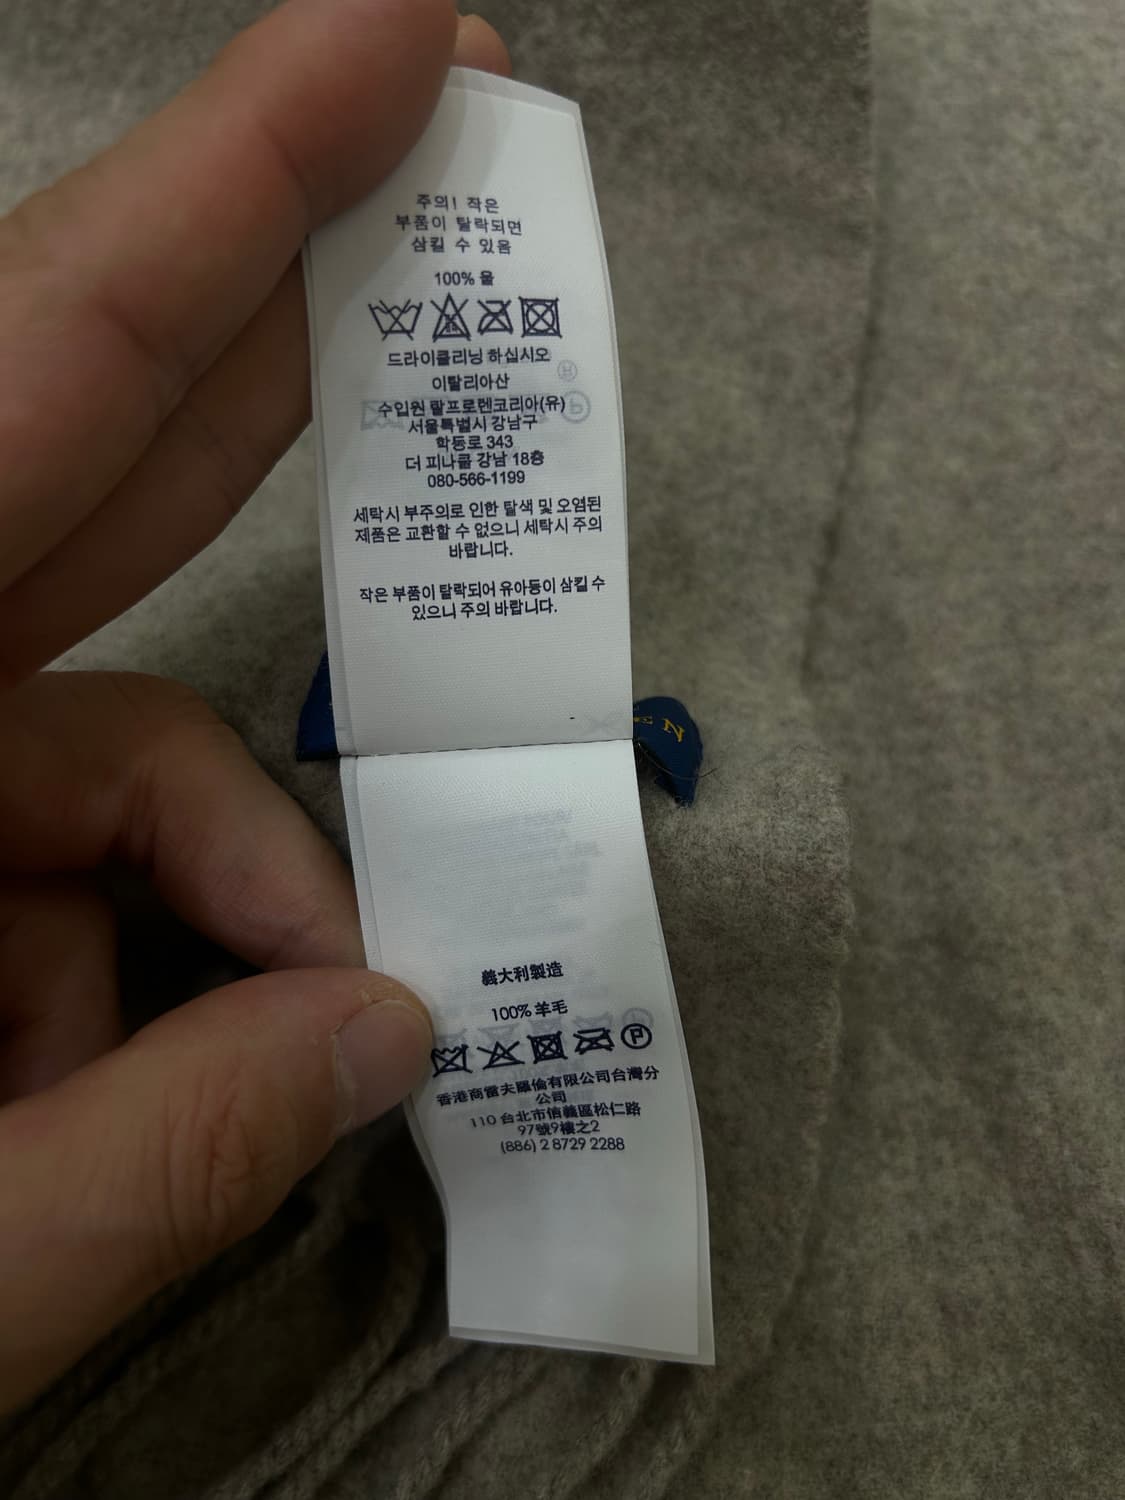 주의! 작은
부품이 탈락되면
삼킬 수 있음
100% 울
드라이클리닝 하십시오
이탈리아산
수입원 랄프로렌코리아(유)
서울특별시 강남구
학동로 343
더 피나클 강남 18층
080-566-1199
세탁시 부주의로 인한 탈색 및 오염된
제품은 교환할 수 없으니 세탁시 주의
바랍니다.
작은 부품이 탈락되어 유아등이 삼킬 수
있으니 주의 바랍니다.
EN
義大利製造
100% 羊毛
P
香港商雷夫羅倫有限公司台灣分
公司
110 台北市信義區松仁路
97號9樓之2
(886) 2 8729 2288